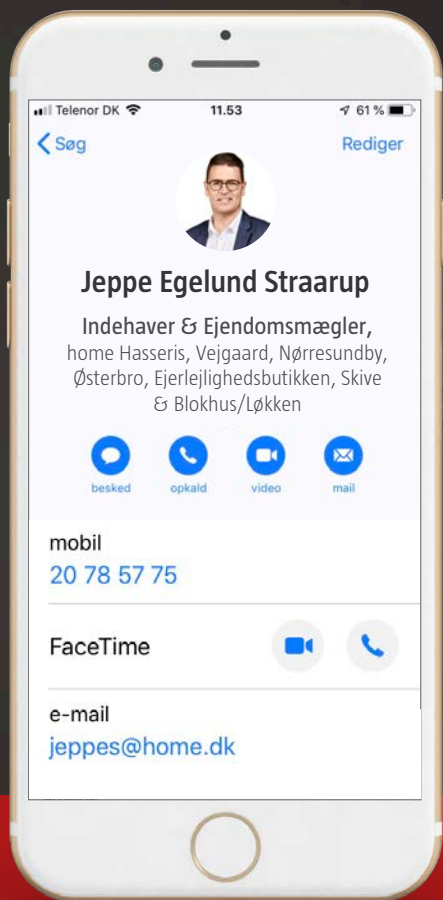 Telenor DK 11.53 61 %
Søg Rediger
Jeppe Egelund Straarup
Indehaver & Ejendomsmægler,
home Hasseris, Vejgaard, Nørresundby,
Østerbro, Ejerlejlighedsbutikken, Skive
& Blokhus/Løkken
besked opkald video mail
mobil
20 78 57 75
FaceTime
e-mail
jeppes@home.dk